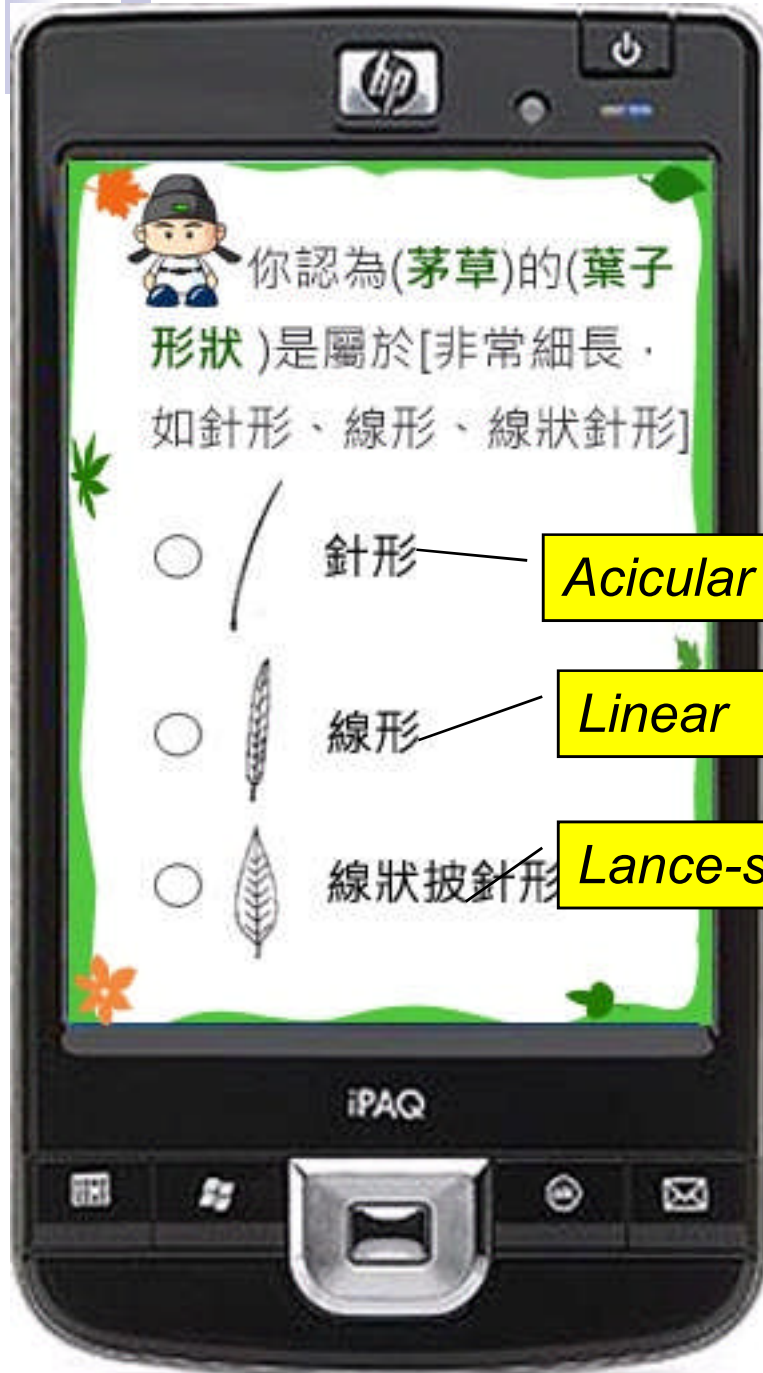 hp
你認為(茅草)的(葉子
形狀)是屬於[非常細長．
如針形、線形、線狀針形]
針形
Acicular
線形
Linear
線狀披針形
Lance-s
iPAQ